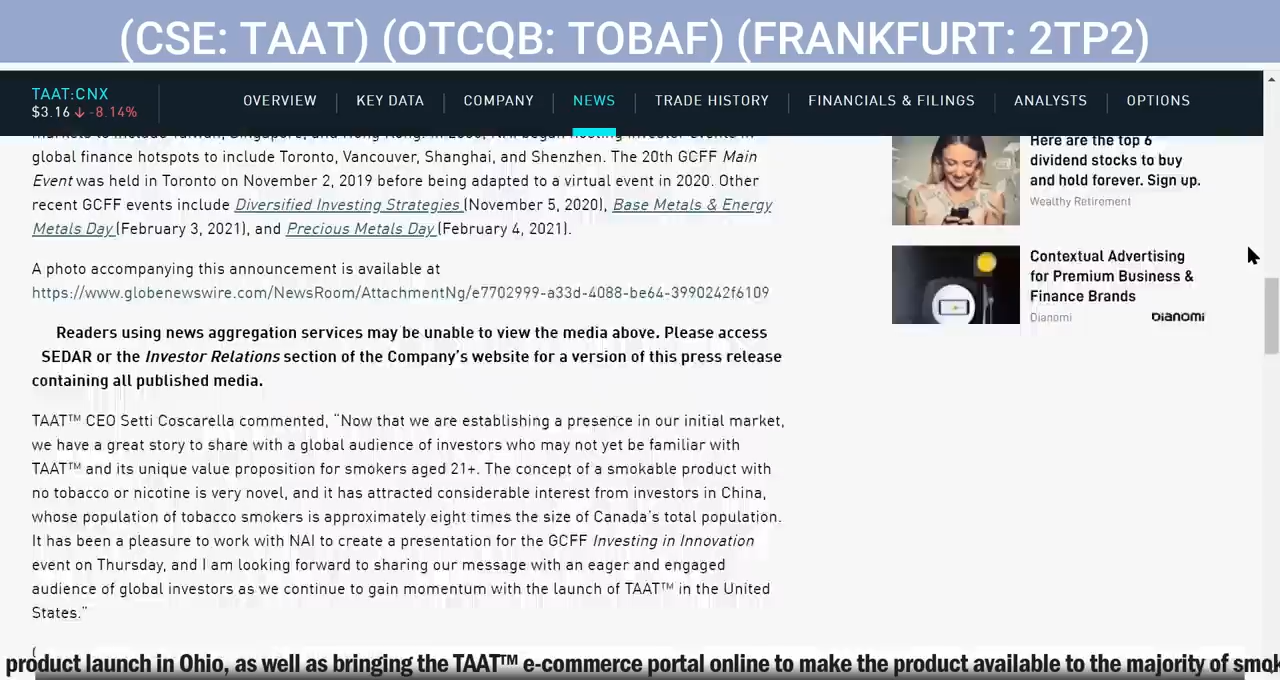 (CSE: TAAT) (OTCQB: TOBAF) (FRANKFURT: 2TP2)
TAAT:CNX
$3.16 ↓ -8.14%
OVERVIEW
KEY DATA
COMPANY
NEWS
TRADE HISTORY
FINANCIALS & FILINGS
ANALYSTS
OPTIONS
global finance hotspots to include Toronto, Vancouver, Shanghai, and Shenzhen. The 20th GCFF Main
Event was held in Toronto on November 2, 2019 before being adapted to a virtual event in 2020. Other
recent GCFF events include Diversified Investing Strategies (November 5, 2020), Base Metals & Energy
Metals Day (February 3, 2021), and Precious Metals Day (February 4, 2021).
A photo accompanying this announcement is available at
https://www.globenewswire.com/NewsRoom/AttachmentNg/e7702999-a33d-4088-be64-3990242f6109
Readers using news aggregation services may be unable to view the media above. Please access
SEDAR or the Investor Relations section of the Company's website for a version of this press release
containing all published media.
TAAT™ CEO Setti Coscarella commented, “Now that we are establishing a presence in our initial market,
we have a great story to share with a global audience of investors who may not yet be familiar with
TAAT™ and its unique value proposition for smokers aged 21+. The concept of a smokable product with
no tobacco or nicotine is very novel, and it has attracted considerable interest from investors in China,
whose population of tobacco smokers is approximately eight times the size of Canada’s total population.
It has been a pleasure to work with NAI to create a presentation for the GCFF Investing in Innovation
event on Thursday, and I am looking forward to sharing our message with an eager and engaged
audience of global investors as we continue to gain momentum with the launch of TAAT™ in the United
States.”
Here are the top 6
dividend stocks to buy
and hold forever. Sign up.
Wealthy Retirement
Contextual Advertising
for Premium Business &
Finance Brands
Dianomi
DIANOMI
product launch in Ohio, as well as bringing the TAAT™ e-commerce portal online to make the product available to the majority of smok